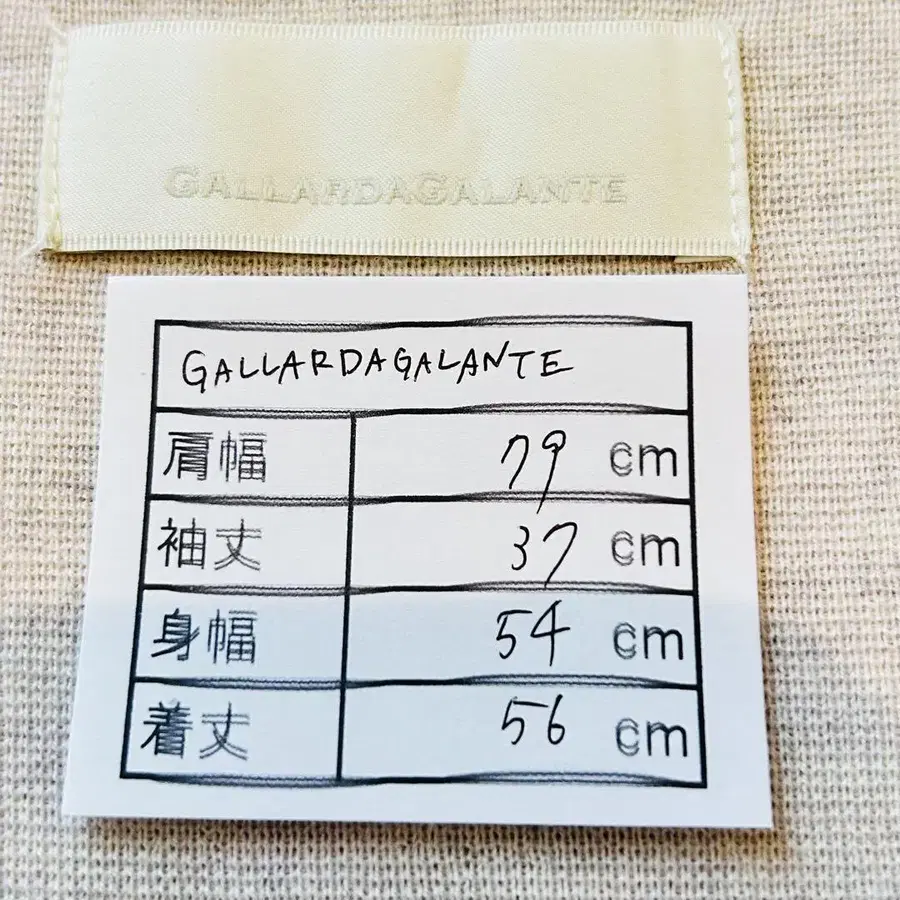 GALLARDAGALANTE
GALLARDAGALANTE
肩幅 79 cm
袖丈 37 cm
身幅 54 cm
着丈 56 cm